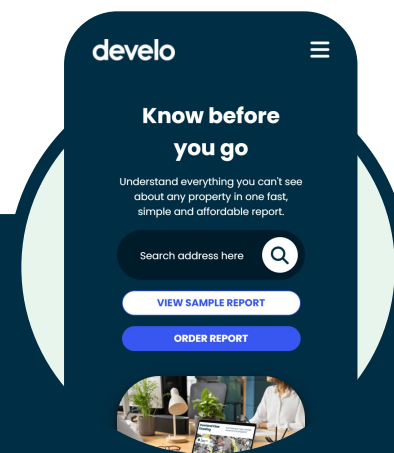 develo
Know before
you go
Understand everything you can't see
about any property in one fast,
simple and affordable report.
Search address here
VIEW SAMPLE REPORT
ORDER REPORT